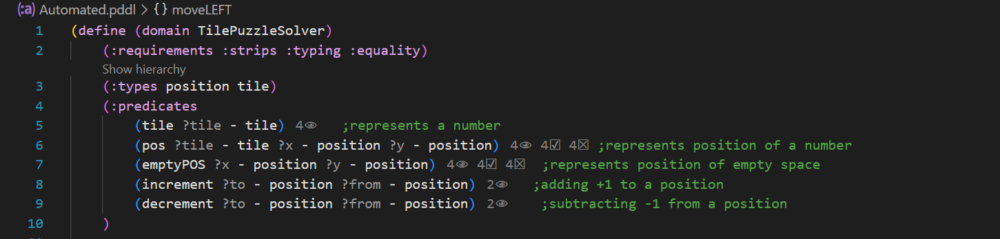 (:a) Automated.pddl > {} moveLEFT
1 (define (domain TilePuzzleSolver)
2 (:requirements :strips :typing :equality)
Show hierarchy
3 (:types position tile)
4 (:predicates
5 (tile ?tile - tile) 4👁 ;represents a number
6 (pos ?tile - tile ?x - position ?y - position) 4👁 4☑ 4☒ ;represents position of a number
7 (emptyPOS ?x - position ?y - position) 4👁 4☑ 4☒ ;represents position of empty space
8 (increment ?to - position ?from - position) 2👁 ;adding +1 to a position
9 (decrement ?to - position ?from - position) 2👁 ;subtracting -1 from a position
10 )